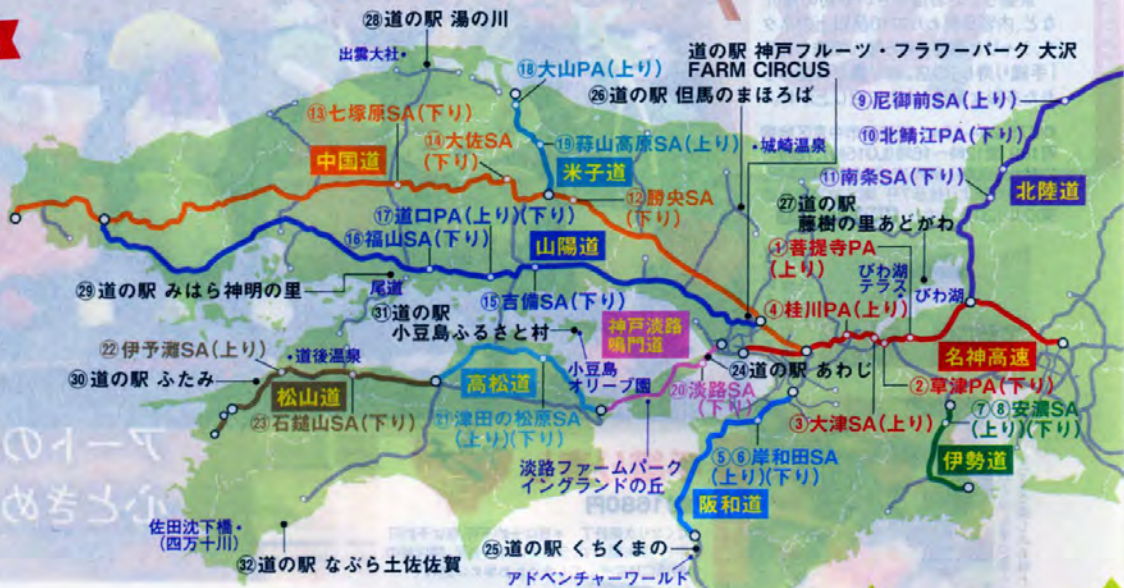 ㉘道の駅 湯の川
出雲大社・
⑱大山PA(上り)
道の駅 神戸フルーツ・フラワーパーク 大沢
FARM CIRCUS
㉖道の駅 但馬のまほろば
⑨尼御前SA(上り)
⑬七塚原SA(下り)
⑭大佐SA
(下り)
⑲蒜山高原SA(上り)
・城崎温泉
⑩北鯖江PA(下り)
中国道
米子道
⑪南条SA(下り)
北陸道
⑫勝央SA
(下り)
㉗道の駅
藤樹の里あどがわ
⑰道口PA(上り)(下り)
⑯福山SA(下り)
山陽道
①菩提寺PA
(上り)
びわ湖
テラス・
びわ湖
㉙道の駅 みはら神明の里
尾道
⑮吉備SA(下り)
④桂川PA(上り)
㉛道の駅
小豆島ふるさと村
神戸淡路
鳴門道
名神高速
㉒伊予灘SA(上り)
・道後温泉
小豆島
オリーブ園
㉔道の駅 あわじ
②草津PA(下り)
㉚道の駅 ふたみ
松山道
高松道
⑳淡路SA
(下り)
③大津SA(上り)
⑦⑧安濃SA
(上り)(下り)
㉓石鎚山SA(下り)
㉑津田の松原SA
(上り)(下り)
⑤⑥岸和田SA
(上り)(下り)
伊勢道
淡路ファームパーク
イングランドの丘
阪和道
佐田沈下橋・
(四万十川)
㉜道の駅 なぶら土佐佐賀
㉕道の駅 くちくまの
アドベンチャーワールド